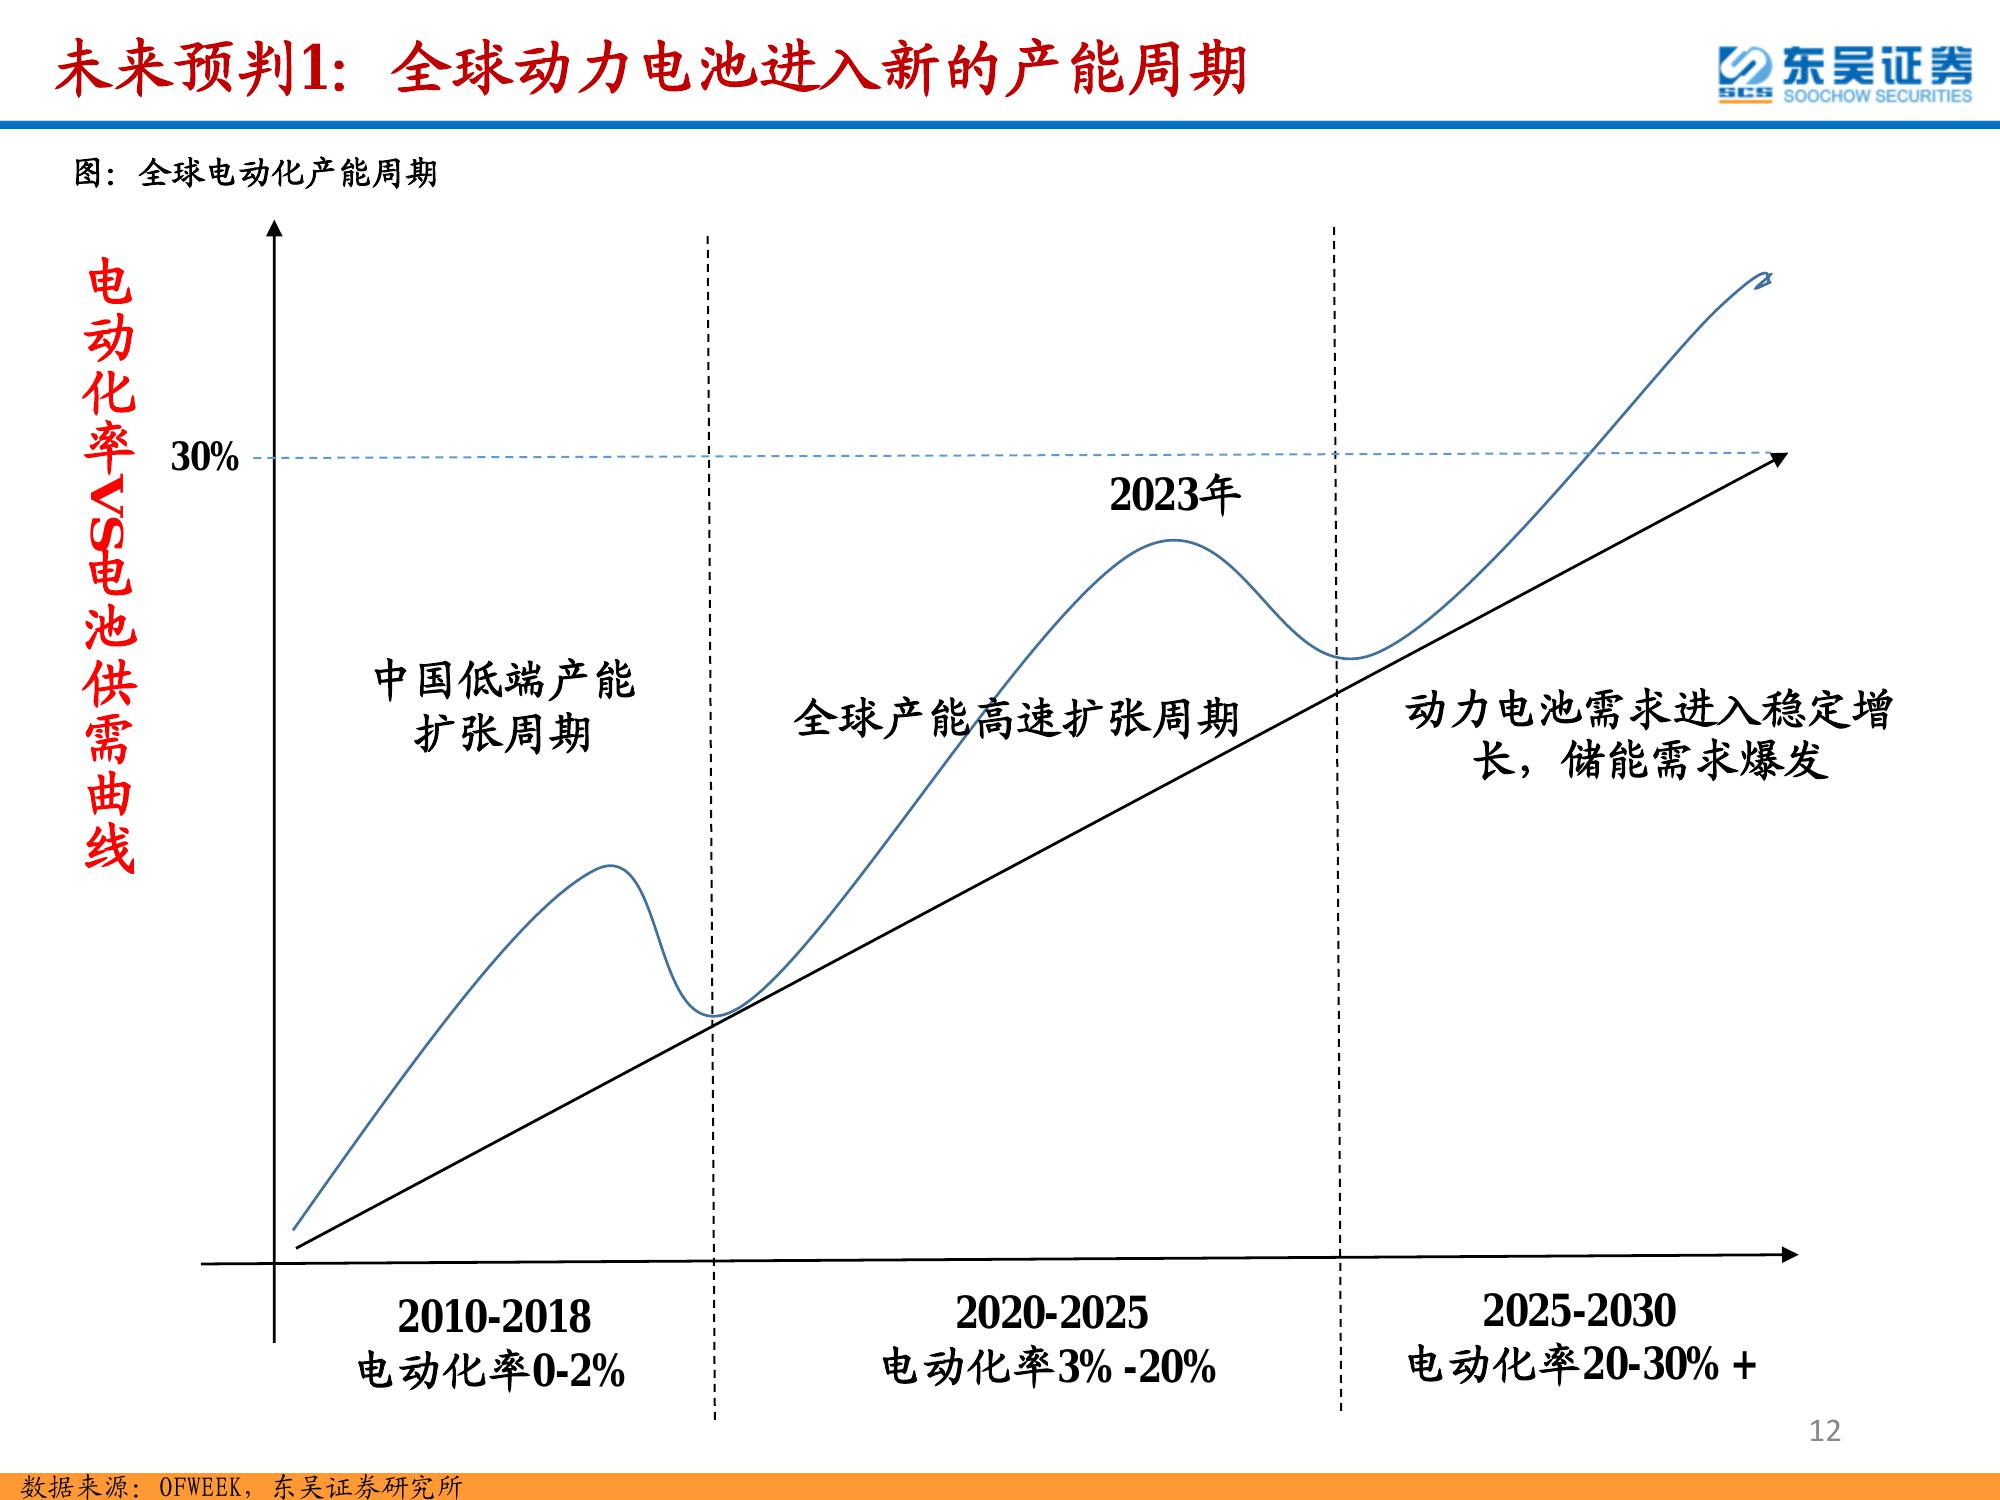 未来预判1：全球动力电池进入新的产能周期
东吴证券
SCS
SOOCHOW SECURITIES
图：全球电动化产能周期
电动化率VS电池供需曲线
30%
2023年
中国低端产能
扩张周期
全球产能高速扩张周期
动力电池需求进入稳定增
长，储能需求爆发
2010-2018
电动化率0-2%
2020-2025
电动化率3% -20%
2025-2030
电动化率20-30% +
12
数据来源：OFWEEK，东吴证券研究所